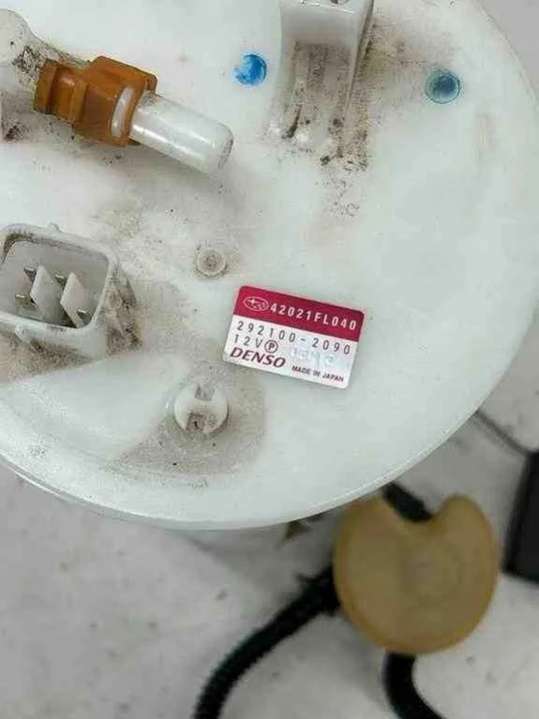 42021FL040
292100-2090
12V P
DENSO MADE IN JAPAN